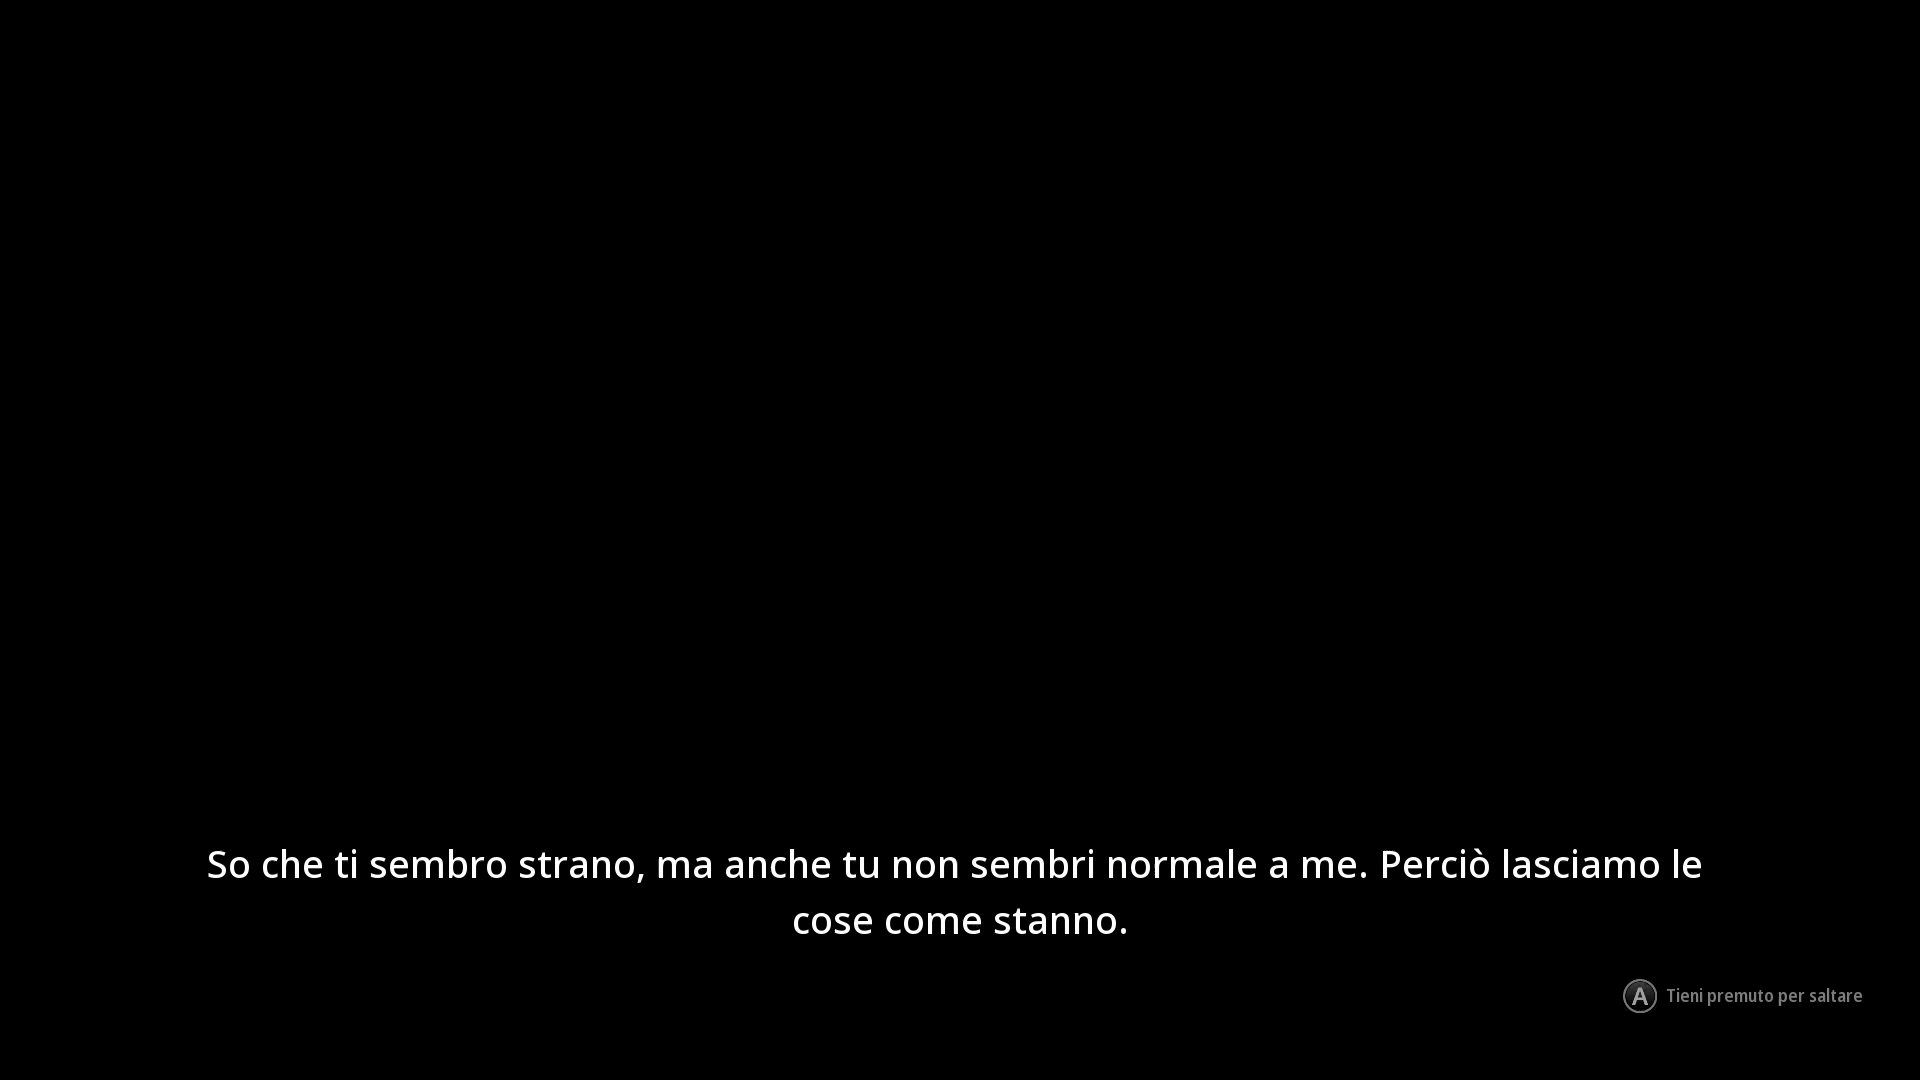 So che ti sembro strano, ma anche tu non sembri normale a me. Perciò lasciamo le
cose come stanno.
A Tieni premuto per saltare